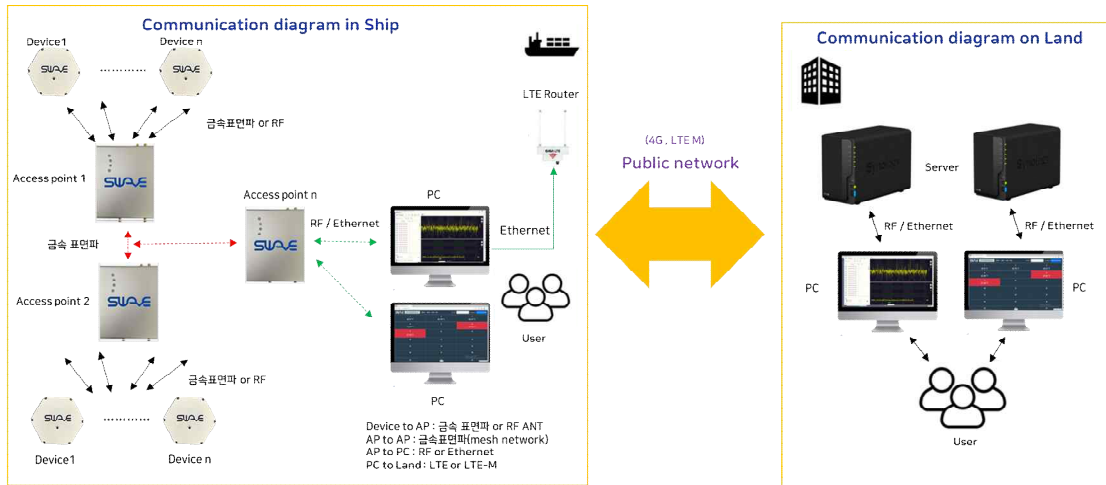 Communication diagram in Ship
Device1
Device n
SWAVE
SWAVE
금속표면파 or RF
LTE Router
Access point 1
SWAVE
Access point n
PC
금속 표면파
SWAVE
RF / Ethernet
Ethernet
Access point 2
SWAVE
User
금속표면파 or RF
PC
SWAVE
SWAVE
Device1
Device n
Device to AP : 금속 표면파 or RF ANT
AP to AP : 금속표면파(mesh network)
AP to PC : RF or Ethernet
PC to Land : LTE or LTE-M
(4G , LTE M)
Public network
Communication diagram on Land
Server
RF / Ethernet
RF / Ethernet
PC
PC
User